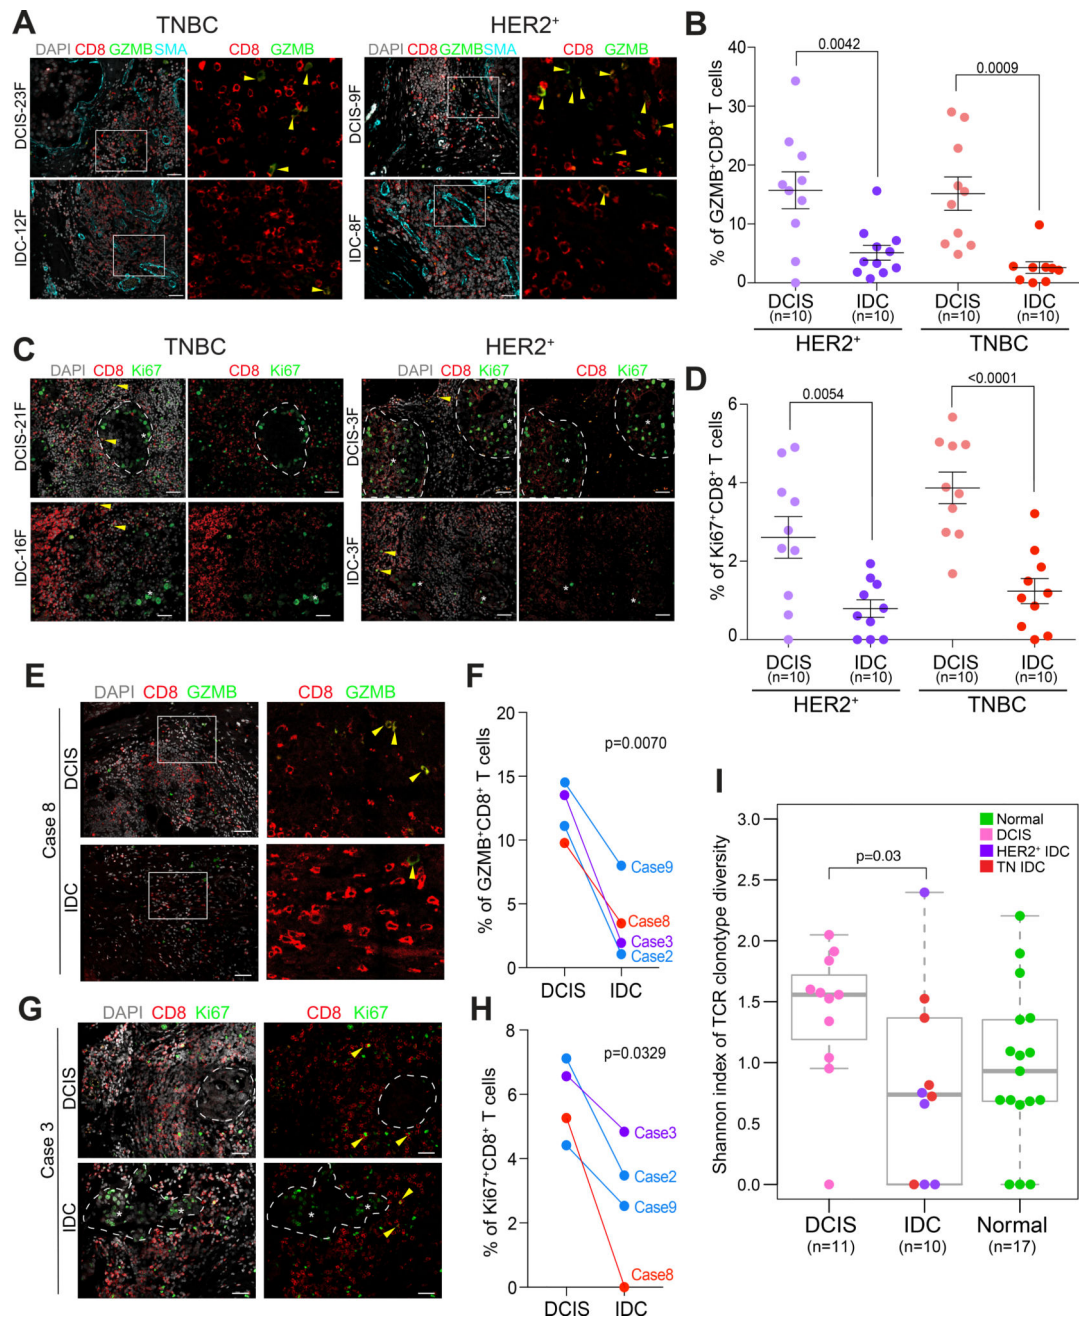 A
TNBC
HER2⁺
DAPI CD8 GZMB SMA
CD8 GZMB
DAPI CD8 GZMB SMA
CD8 GZMB
DCIS-23F
IDC-12F
DCIS-9F
IDC-8F
B
% of GZMB⁺CD8⁺ T cells
40
30
20
10
0
0.0042
0.0009
DCIS IDC DCIS IDC
(n=10) (n=10) (n=10) (n=10)
HER2⁺ TNBC
C
TNBC
HER2⁺
DAPI CD8 Ki67
CD8 Ki67
DAPI CD8 Ki67
CD8 Ki67
DCIS-21F
IDC-16F
DCIS-3F
IDC-3F
* * * * * * * * * *
D
% of Ki67⁺CD8⁺ T cells
6
4
2
0
0.0054
<0.0001
DCIS IDC DCIS IDC
(n=10) (n=10) (n=10) (n=10)
HER2⁺ TNBC
E
DAPI CD8 GZMB
CD8 GZMB
Case 8
DCIS
IDC
F
% of GZMB⁺CD8⁺ T cells
20
15
10
5
0
p=0.0070
Case9
Case8
Case3
Case2
DCIS IDC
G
DAPI CD8 Ki67
CD8 Ki67
Case 3
DCIS
IDC
* * * *
H
% of Ki67⁺CD8⁺ T cells
8
6
4
2
0
p=0.0329
Case3
Case2
Case9
Case8
DCIS IDC
I
Shannon index of TCR clonotype diversity
3.0
2.5
2.0
1.5
1.0
0.5
0.0
Normal
DCIS
HER2⁺ IDC
TN IDC
p=0.03
DCIS IDC Normal
(n=11) (n=10) (n=17)